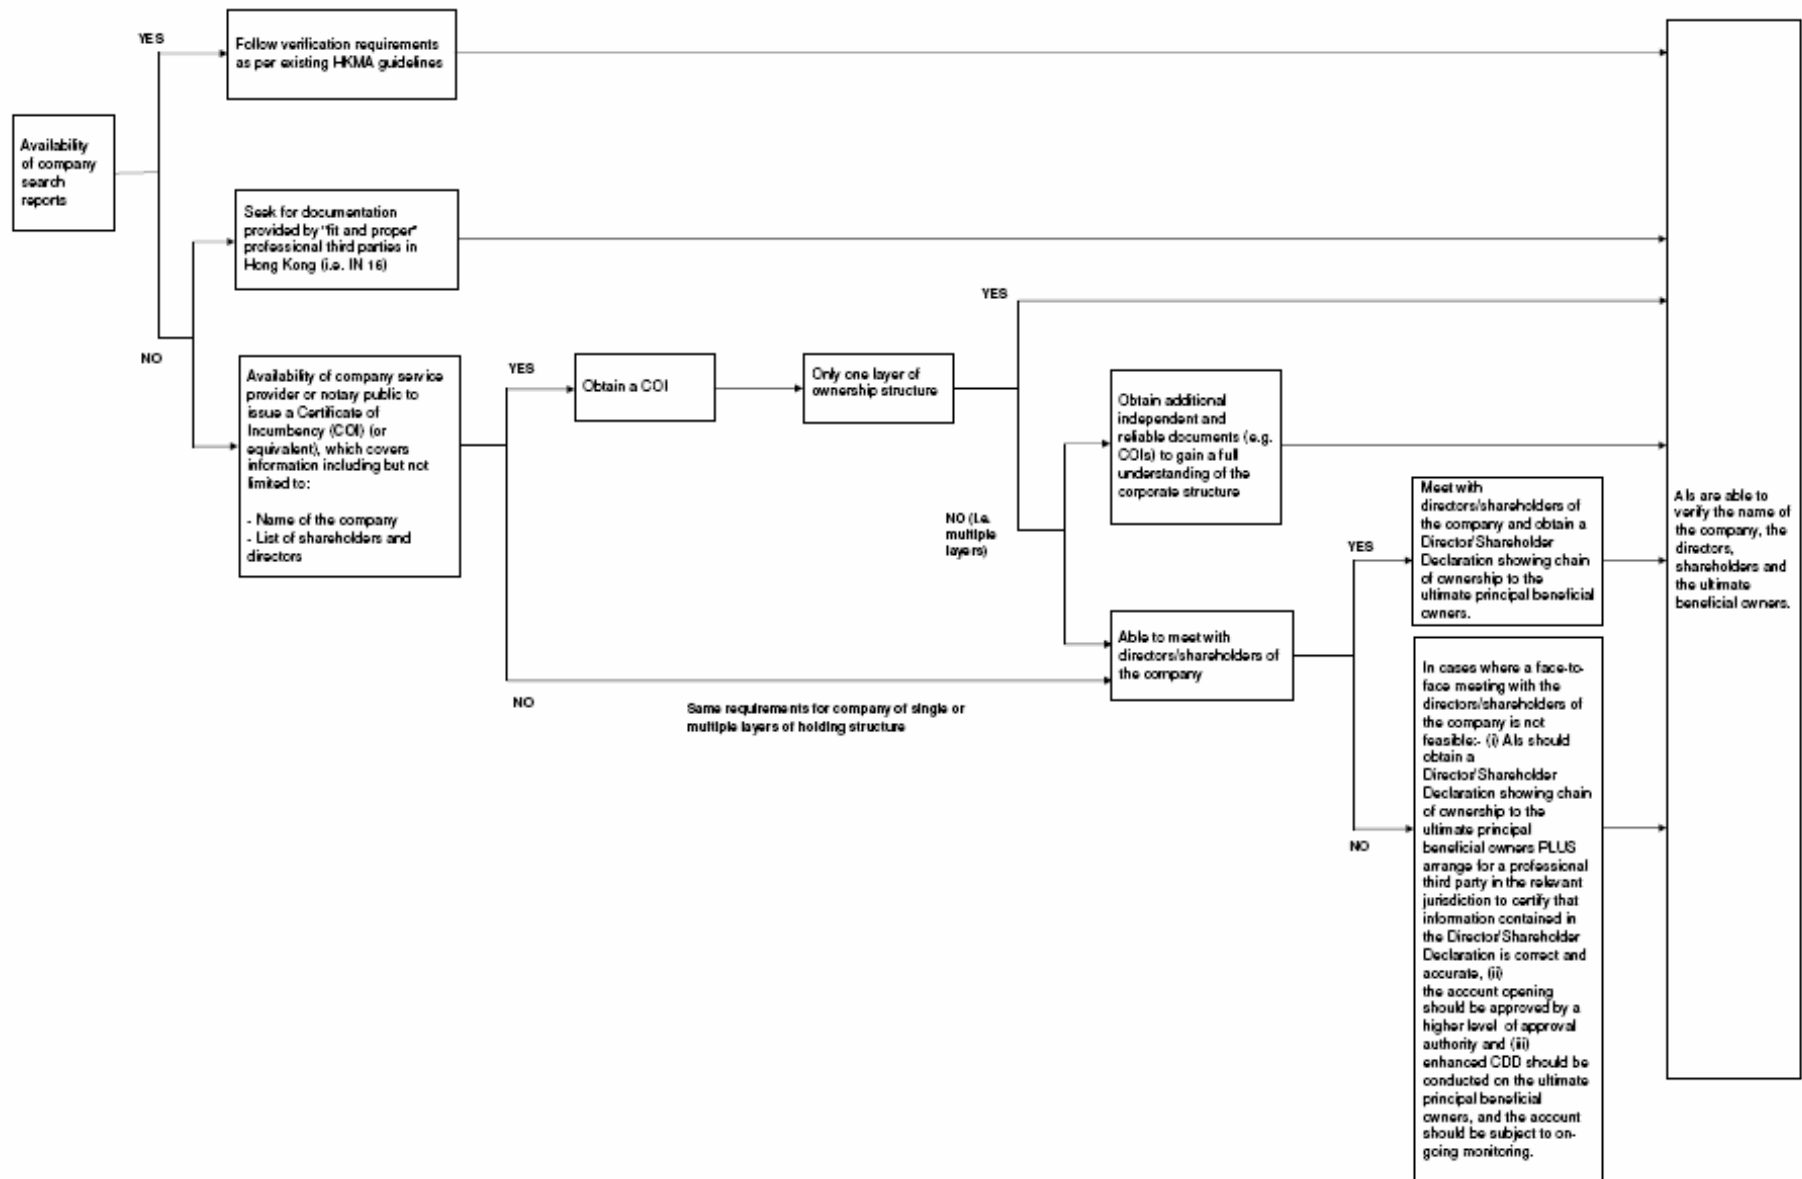 YES
Follow verification requirements
as per existing HKMA guidelines
Availability
of company
search
reports
Seek for documentation
provided by "fit and proper"
professional third parties in
Hong Kong (i.e. IN 16)
NO
Availability of company service
provider or notary public to
issue a Certificate of
Incumbency (COI) (or
equivalent), which covers
information including but not
limited to:
- Name of the company
- List of shareholders and
directors
YES
Obtain a COI
Only one layer of
ownership structure
YES
NO (i.e.
multiple
layers)
Obtain additional
independent and
reliable documents (e.g.
COIs) to gain a full
understanding of the
corporate structure
NO
Same requirements for company of single or
multiple layers of holding structure
Able to meet with
directors/shareholders of
the company
YES
Meet with
directors/shareholders of
the company and obtain a
Director/Shareholder
Declaration showing chain
of ownership to the
ultimate principal beneficial
owners.
NO
In cases where a face-to-
face meeting with the
directors/shareholders of
the company is not
feasible:- (i) AIs should
obtain a
Director/Shareholder
Declaration showing chain
of ownership to the
ultimate principal
beneficial owners PLUS
arrange for a professional
third party in the relevant
jurisdiction to certify that
information contained in
the Director/Shareholder
Declaration is correct and
accurate, (ii)
the account opening
should be approved by a
higher level of approval
authority and (iii)
enhanced CDD should be
conducted on the ultimate
principal beneficial
owners, and the account
should be subject to on-
going monitoring.
AIs are able to
verify the name of
the company, the
directors,
shareholders and
the ultimate
beneficial owners.